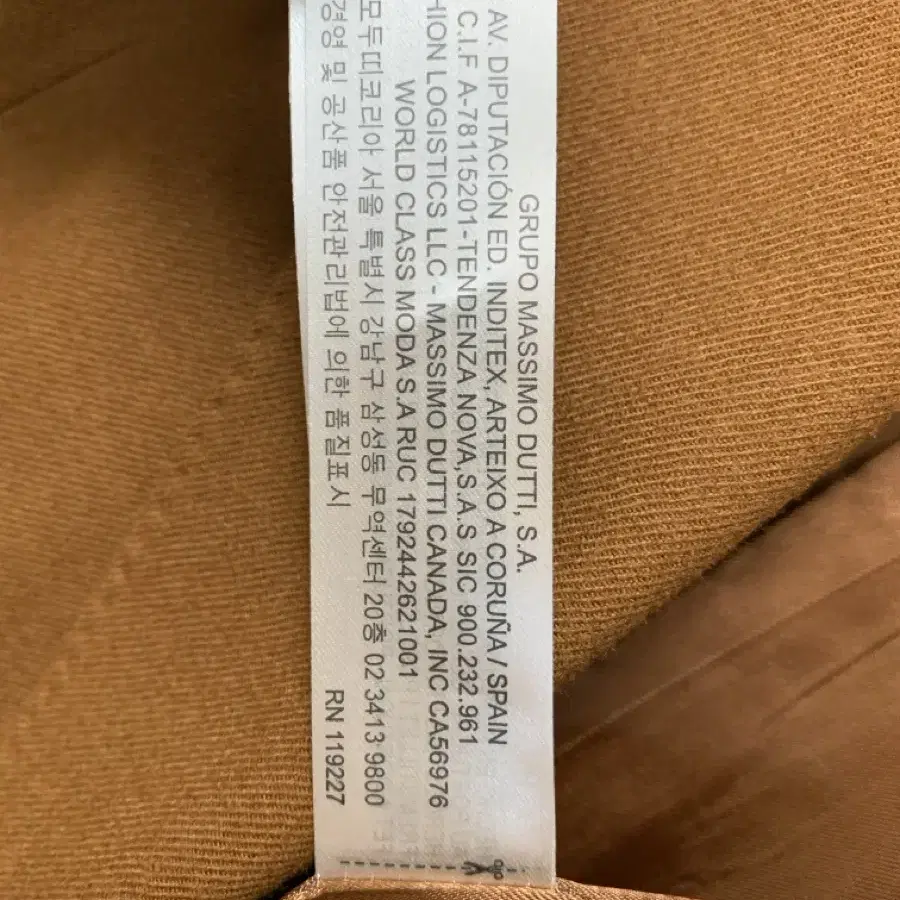 GRUPO MASSIMO DUTTI, S.A.
AV. DIPUTACIÓN ED. INDITEX, ARTEIXO A CORUÑA / SPAIN
C.I.F A-78115201-TENDENZA NOVA,S.A.S SIC 900.232.961
HION LOGISTICS LLC - MASSIMO DUTTI CANADA, INC CA56976
WORLD CLASS MODA S.A RUC 1792442621001
모두띠코리아 서울 특별시 강남구 삼성동 무역센터 20층 02 3413 9800
경영 및 공산품 안전관리법에 의한 품질표시
RN 119227